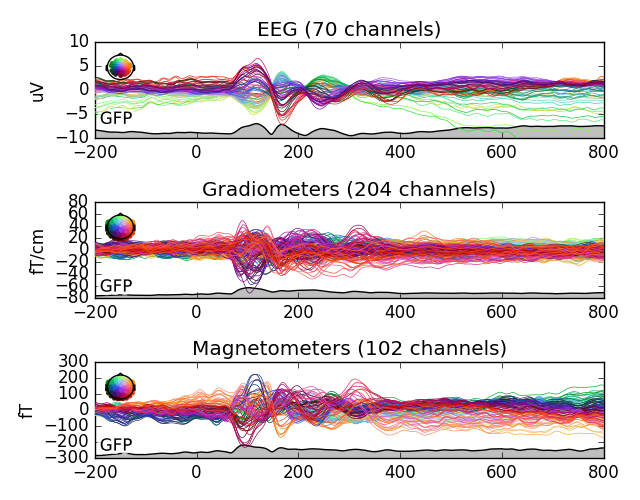 EEG (70 channels)
10
5
0
−5
−10
uV
GFP
−200 0 200 400 600 800
Gradiometers (204 channels)
80
60
40
20
0
−20
−40
−60
−80
fT/cm
GFP
−200 0 200 400 600 800
Magnetometers (102 channels)
300
200
100
0
−100
−200
−300
fT
GFP
−200 0 200 400 600 800